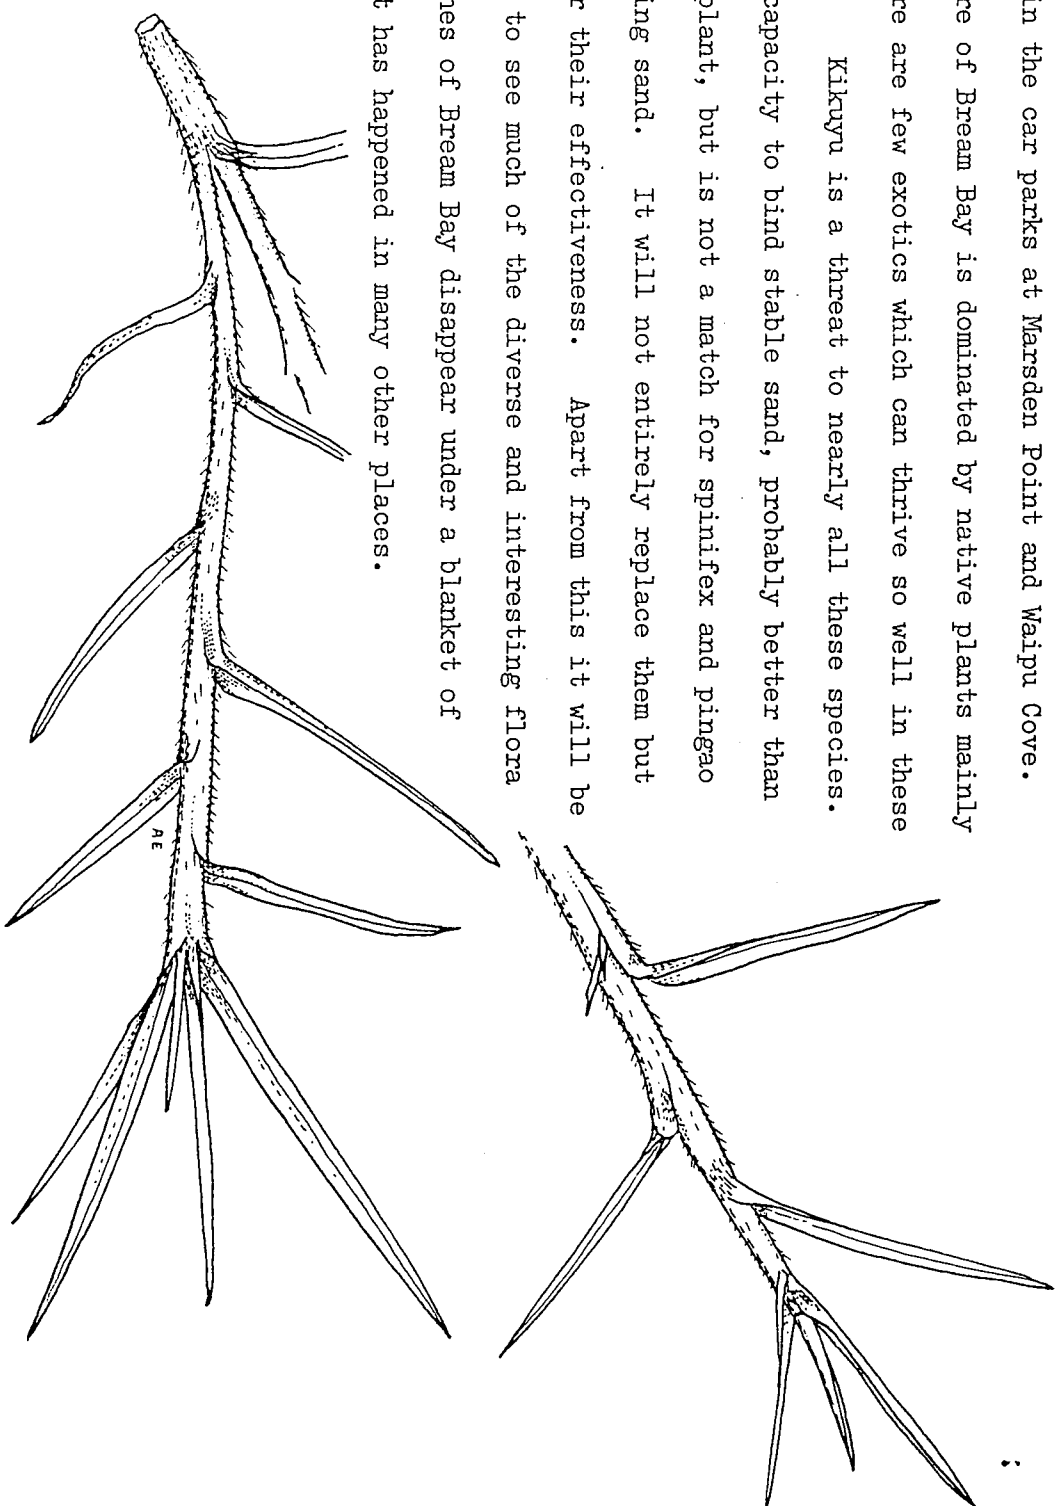 in the car parks at Marsden Point and Waipu Cove.
re of Bream Bay is dominated by native plants mainly
re are few exotics which can thrive so well in these
Kikuyu is a threat to nearly all these species.
capacity to bind stable sand, probably better than
plant, but is not a match for spinifex and pingao
ing sand. It will not entirely replace them but
r their effectiveness. Apart from this it will be
to see much of the diverse and interesting flora
nes of Bream Bay disappear under a blanket of
t has happened in many other places.
AE